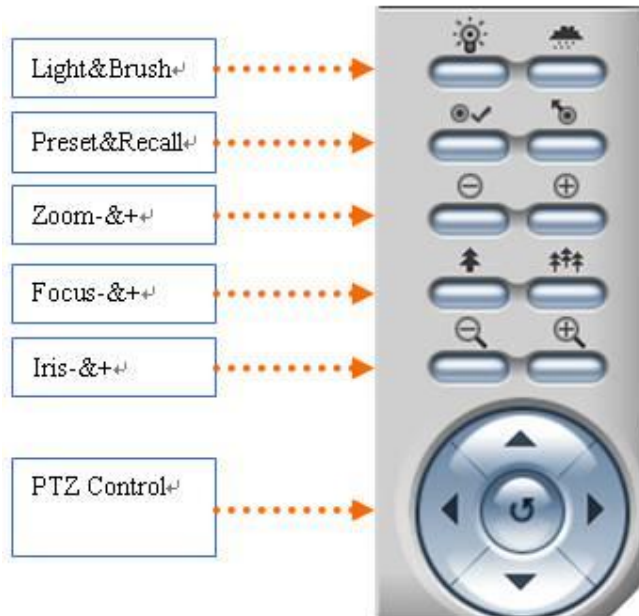 Light&Brush
Preset&Recall
Zoom-&+
Focus-&+
Iris-&+
PTZ Control